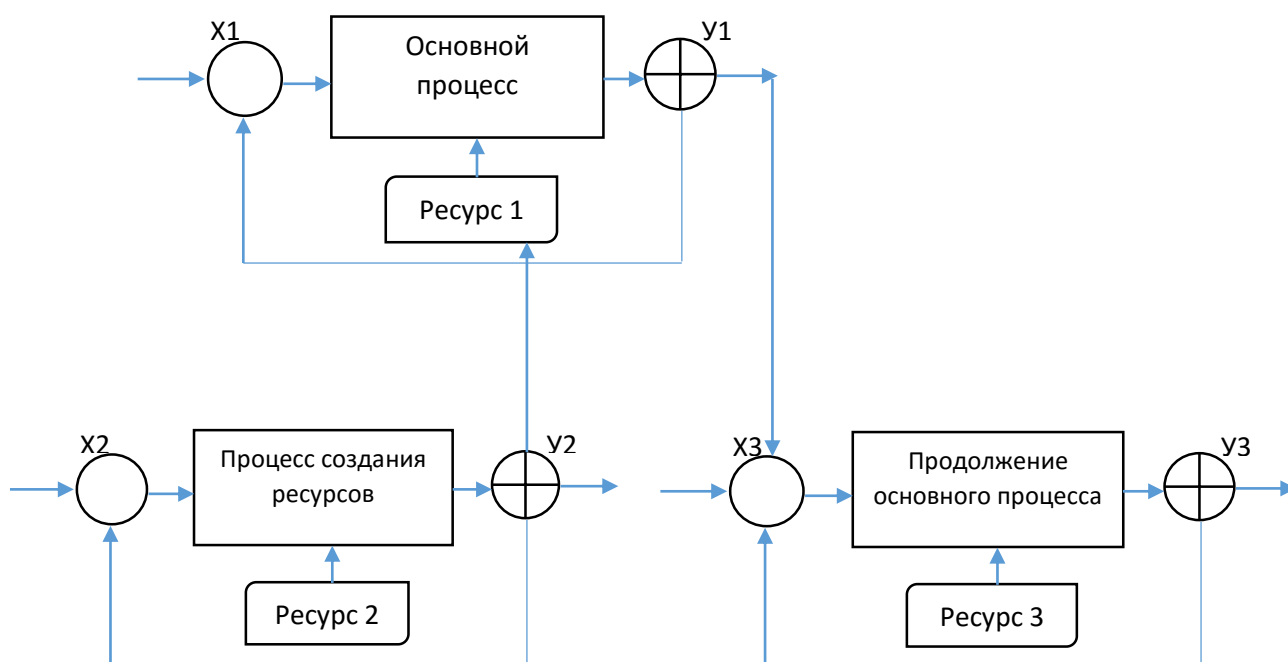 Х1
Основной
процесс
У1
Ресурс 1
Х2
Процесс создания
ресурсов
У2
Х3
Продолжение
основного процесса
У3
Ресурс 2
Ресурс 3